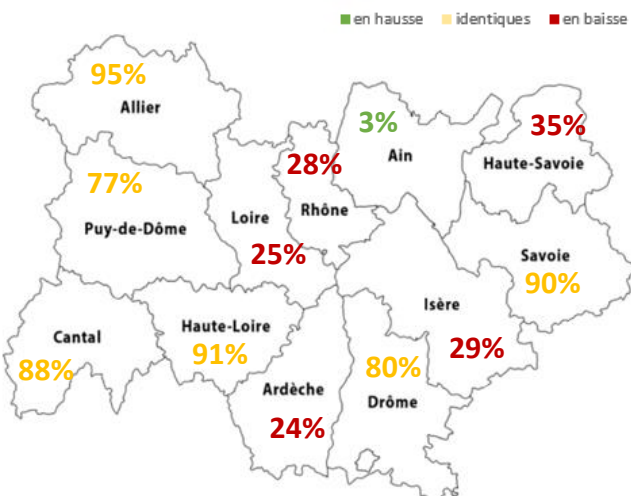 en hausse identiques en baisse
95%
Allier
3%
Ain
35%
Haute-Savoie
28%
Rhône
77%
Puy-de-Dôme
Loire
25%
Savoie
90%
Isère
29%
Cantal
88%
Haute-Loire
91%
Ardèche
24%
80%
Drôme